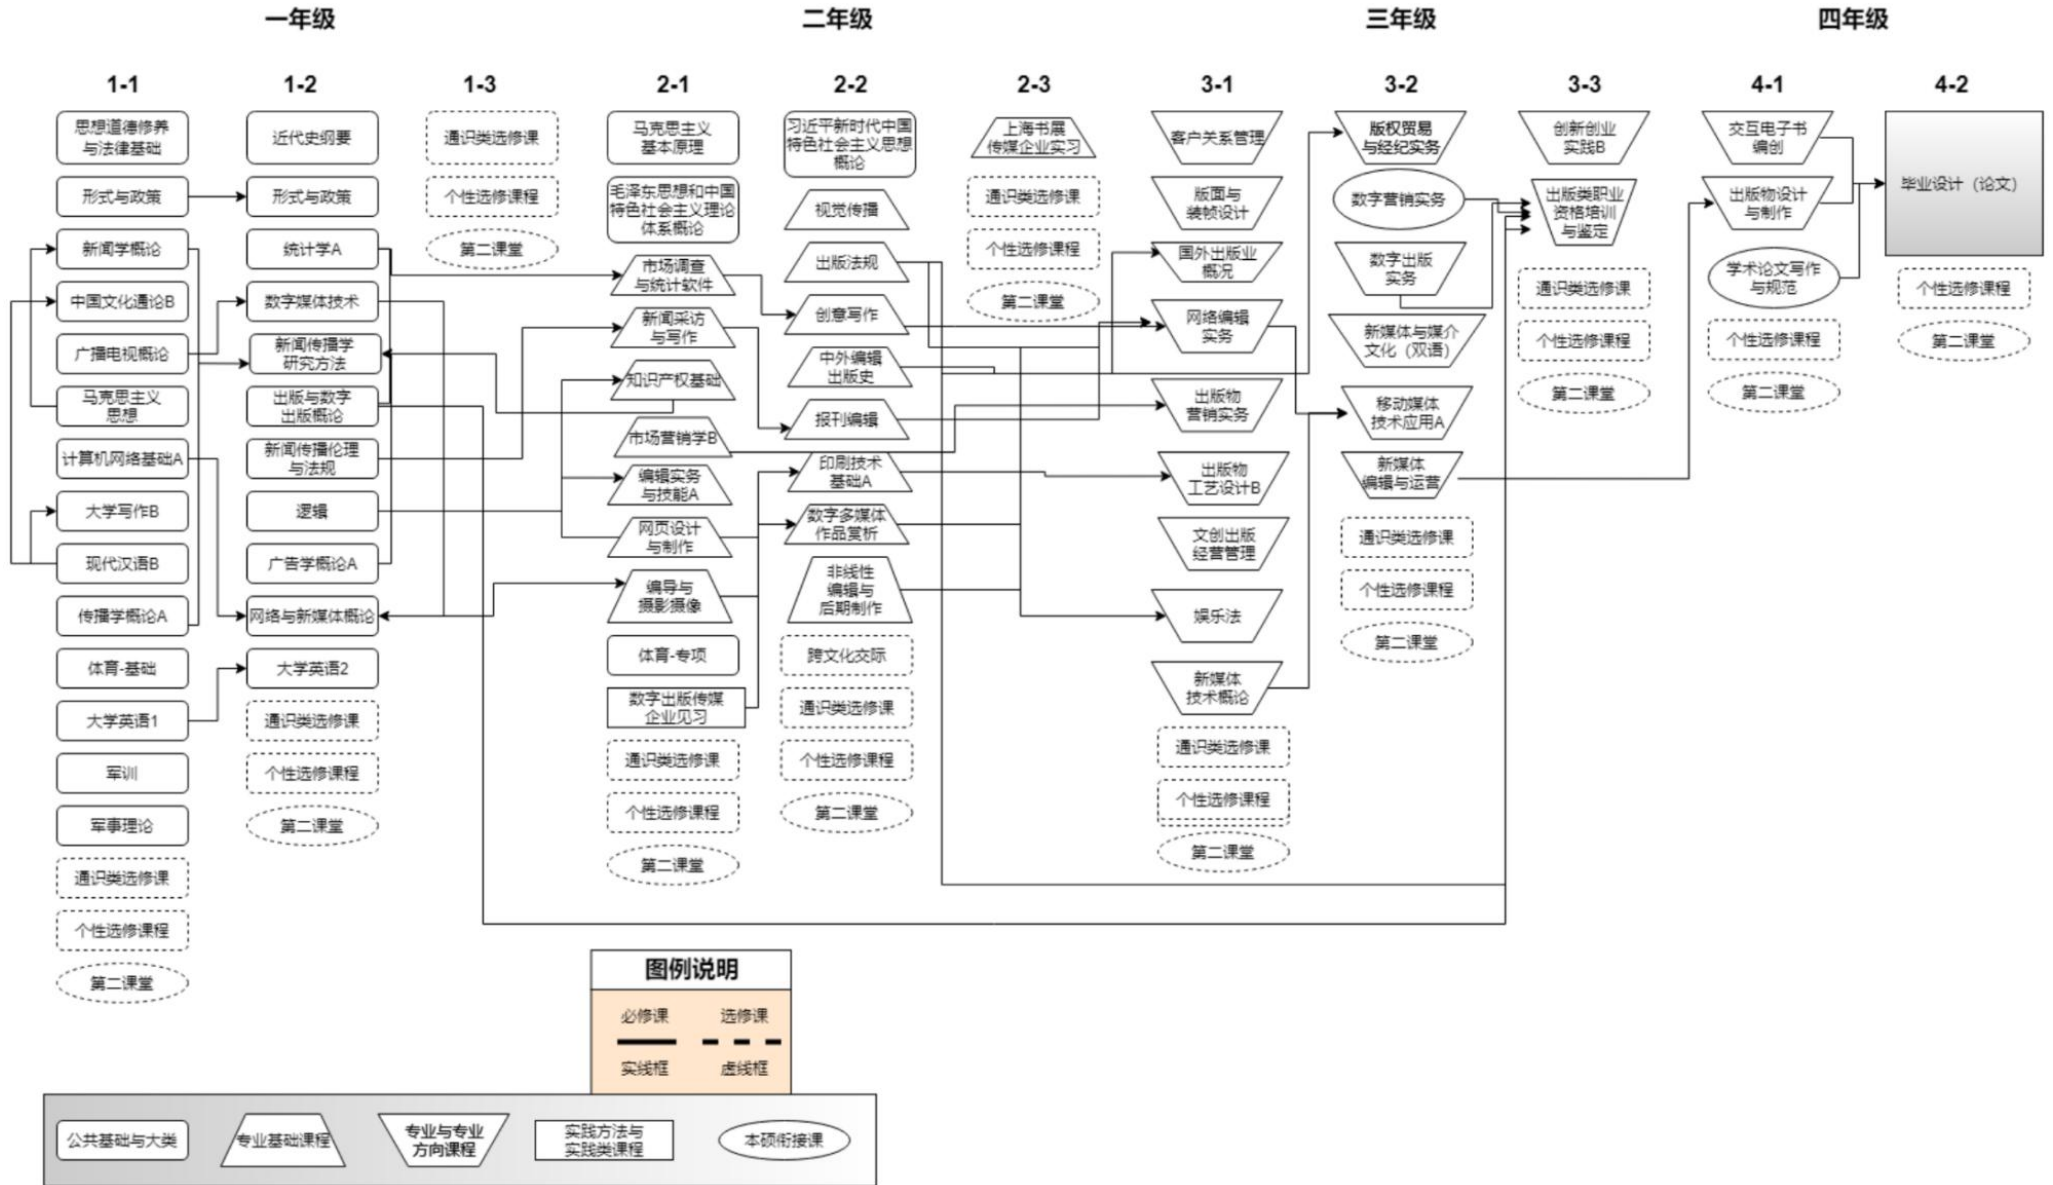 一年级
二年级
三年级
四年级
1-1
1-2
1-3
2-1
2-2
2-3
3-1
3-2
3-3
4-1
4-2
思想道德修养
与法律基础
形式与政策
新闻学概论
中国文化通论B
广播电视概论
马克思主义
思想
计算机网络基础A
大学写作B
现代汉语B
传播学概论A
体育-基础
大学英语1
军训
军事理论
通识类选修课
个性选修课程
第二课堂
近代史纲要
形式与政策
统计学A
数字媒体技术
新闻传播学
研究方法
出版与数字
出版概论
新闻传播伦理
与法规
逻辑
广告学概论A
网络与新媒体概论
大学英语2
通识类选修课
个性选修课程
第二课堂
通识类选修课
个性选修课程
第二课堂
马克思主义
基本原理
毛泽东思想和中国
特色社会主义理论
体系概论
市场调查
与统计软件
新闻采访
与写作
知识产权基础
市场营销学B
编辑实务
与技能A
网页设计
与制作
编导与
摄影摄像
体育-专项
数字出版传媒
企业见习
通识类选修课
个性选修课程
第二课堂
习近平新时代中国
特色社会主义思想
概论
视觉传播
出版法规
创意写作
中外编辑
出版史
报刊编辑
印刷技术
基础A
数字多媒体
作品赏析
非线性
编辑与
后期制作
跨文化交际
通识类选修课
个性选修课程
第二课堂
上海书展
传媒企业实习
通识类选修课
个性选修课程
第二课堂
客户关系管理
版面与
装帧设计
国外出版业
概况
网络编辑
实务
出版物
营销实务
出版物
工艺设计B
文创出版
经营管理
娱乐法
新媒体
技术概论
通识类选修课
个性选修课程
第二课堂
版权贸易
与经纪实务
数字营销实务
数字出版
实务
新媒体与媒介
文化（双语）
移动媒体
技术应用A
新媒体
编辑与运营
通识类选修课
个性选修课程
第二课堂
创新创业
实践B
出版类职业
资格培训
与鉴定
通识类选修课
个性选修课程
第二课堂
交互电子书
编创
出版物设计
与制作
学术论文写作
与规范
个性选修课程
第二课堂
毕业设计（论文）
个性选修课程
第二课堂
图例说明
必修课
选修课
实线框
虚线框
公共基础与大类
专业基础课程
专业与专业
方向课程
实践方法与
实践类课程
本硕衔接课